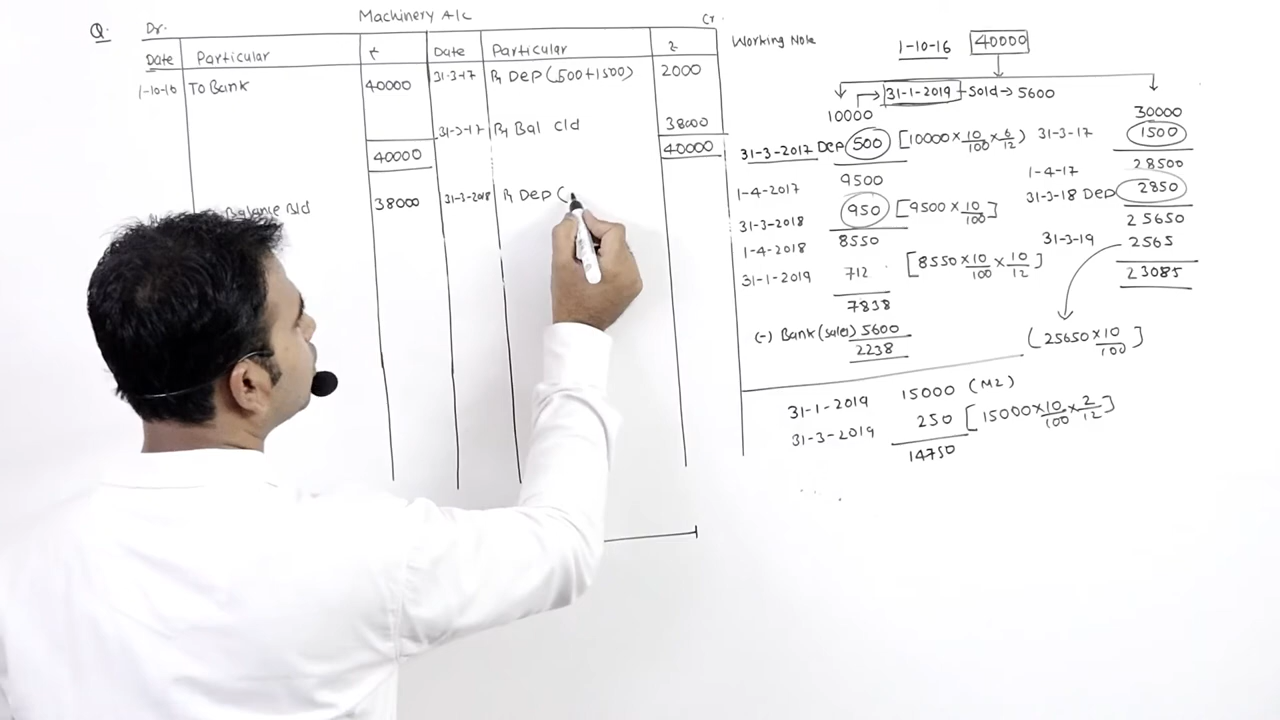 Q.
Machinery A/c
Dr.
Cr.
Date Particular ₹ Date Particular ₹
1-10-16 To Bank 40000 31-3-17 By Dep (500+1500) 2000
31-3-17 By Bal C/d 38000
40000 40000
Balance B/d 38000 31-3-2018 By Dep (
Working Note
1-10-16 40000
31-1-2019 - Sold → 5600
10000
31-3-2017 Dep 500 [10000×10/100×6/12)
9500
1-4-2017
31-3-2018 950 [9500×10/100]
1-4-2018 8550
31-1-2019 712 [8550×10/100×10/12]
7838
(-) Bank (sales) 5600
2238
30000
31-3-17 1500
28500
1-4-17
31-3-18 Dep 2850
25650
31-3-19 2565
23085
(25650×10/100]
31-1-2019 15000 (M2)
31-3-2019 250 [15000×10/100×2/12]
14750